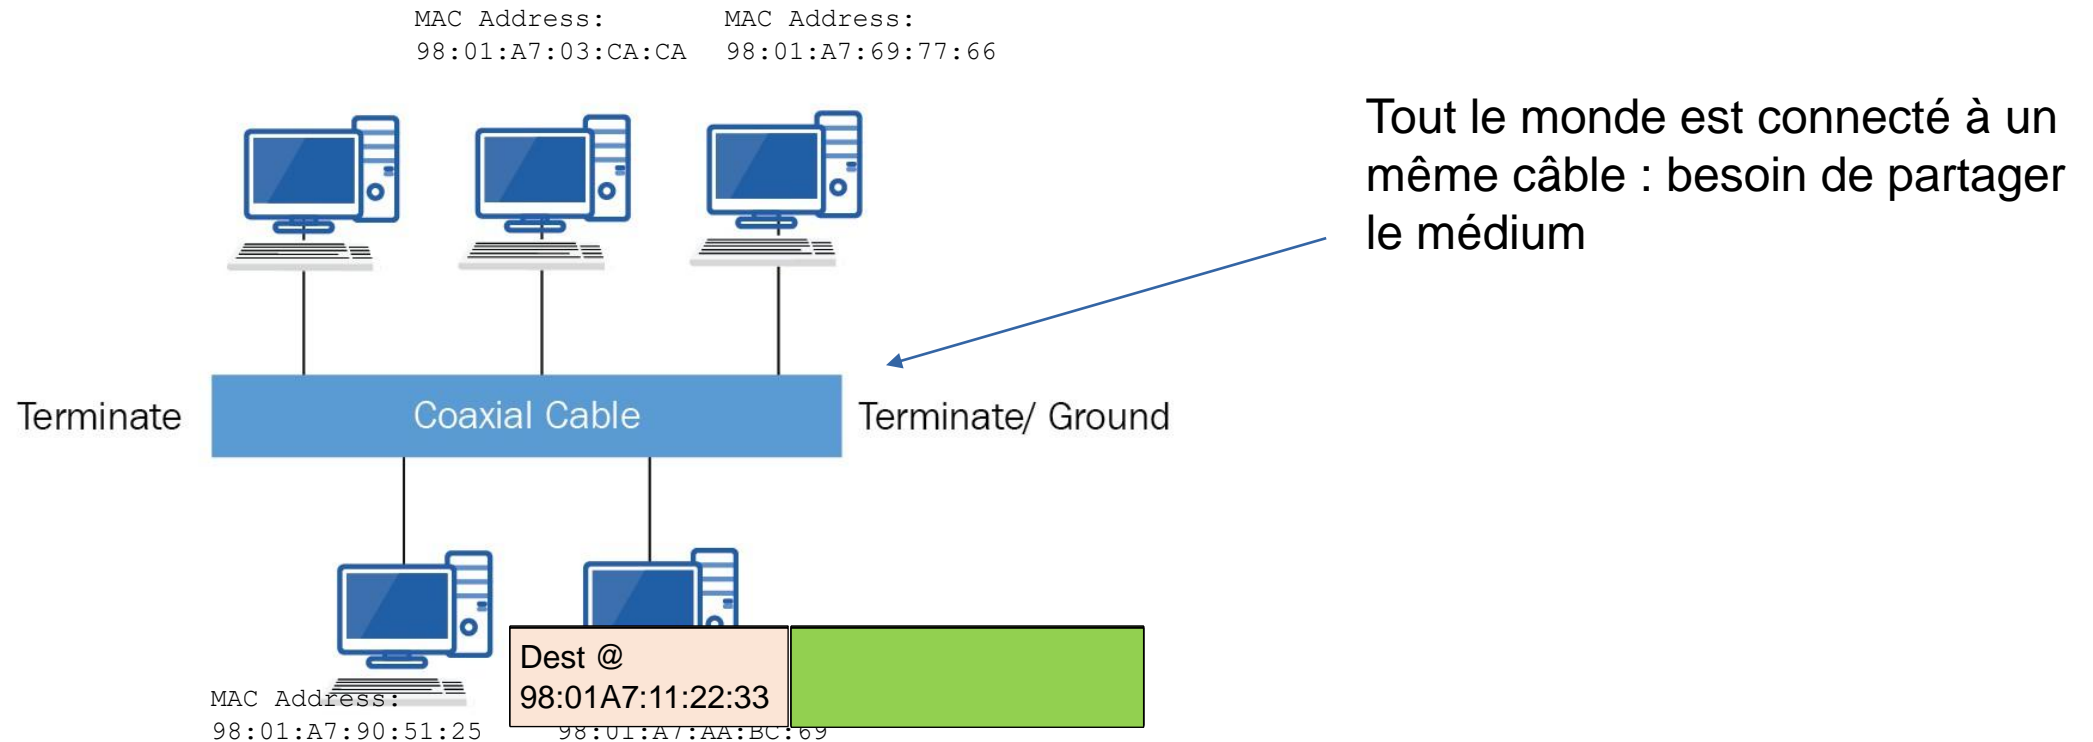 MAC Address:
98:01:A7:03:CA:CA
MAC Address:
98:01:A7:69:77:66
Tout le monde est connecté à un
même câble : besoin de partager
le médium
Terminate
Coaxial Cable
Terminate/ Ground
Dest @
98:01A7:11:22:33
MAC Address:
98:01:A7:90:51:25
98:01:A7:AA:BC:69